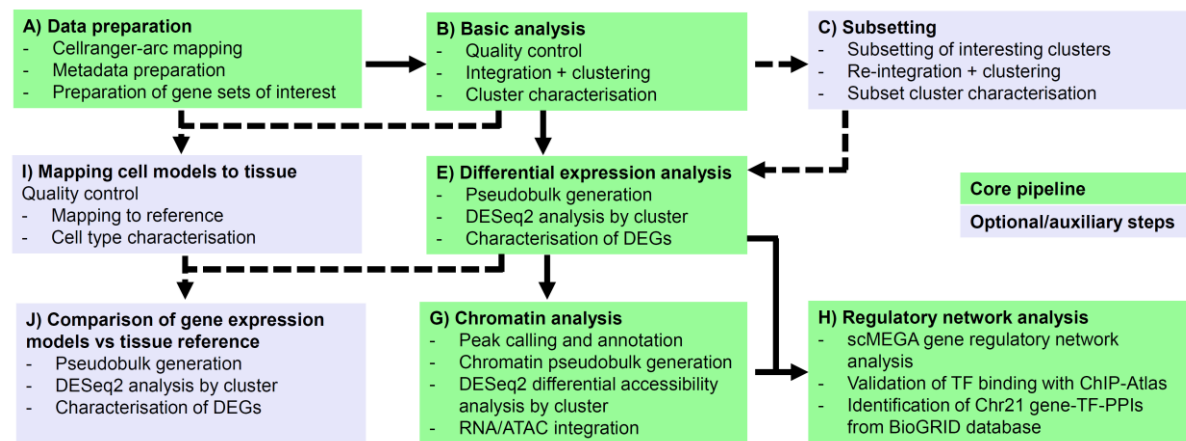 A) Data preparation
- Cellranger-arc mapping
- Metadata preparation
- Preparation of gene sets of interest
B) Basic analysis
- Quality control
- Integration + clustering
- Cluster characterisation
C) Subsetting
- Subsetting of interesting clusters
- Re-integration + clustering
- Subset cluster characterisation
I) Mapping cell models to tissue
Quality control
- Mapping to reference
- Cell type characterisation
E) Differential expression analysis
- Pseudobulk generation
- DESeq2 analysis by cluster
- Characterisation of DEGs
Core pipeline
Optional/auxiliary steps
J) Comparison of gene expression
models vs tissue reference
- Pseudobulk generation
- DESeq2 analysis by cluster
- Characterisation of DEGs
G) Chromatin analysis
- Peak calling and annotation
- Chromatin pseudobulk generation
- DESeq2 differential accessibility
analysis by cluster
- RNA/ATAC integration
H) Regulatory network analysis
- scMEGA gene regulatory network
analysis
- Validation of TF binding with ChIP-Atlas
- Identification of Chr21 gene-TF-PPIs
from BioGRID database